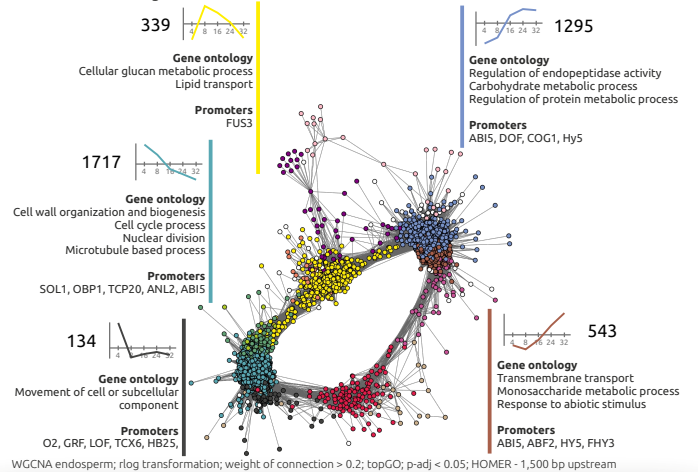 339
4 8 16 24 32
Gene ontology
Cellular glucan metabolic process
Lipid transport
Promoters
FUS3
1717
4 8 16 24 32
Gene ontology
Cell wall organization and biogenesis
Cell cycle process
Nuclear division
Microtubule based process
Promoters
SOL1, OBP1, TCP20, ANL2, ABI5
134
4 8 16 24 32
Gene ontology
Movement of cell or subcellular
component
Promoters
O2, GRF, LOF, TCX6, HB25,
4 8 16 24 32
1295
Gene ontology
Regulation of endopeptidase activity
Carbohydrate metabolic process
Regulation of protein metabolic process
Promoters
ABI5, DOF, COG1, Hy5
4 8 16 24 32
543
Gene ontology
Transmembrane transport
Monosaccharide metabolic process
Response to abiotic stimulus
Promoters
ABI5, ABF2, HY5, FHY3
WGCNA endosperm; rlog transformation; weight of connection > 0.2; topGO; p-adj < 0.05; HOMER - 1,500 bp upstream